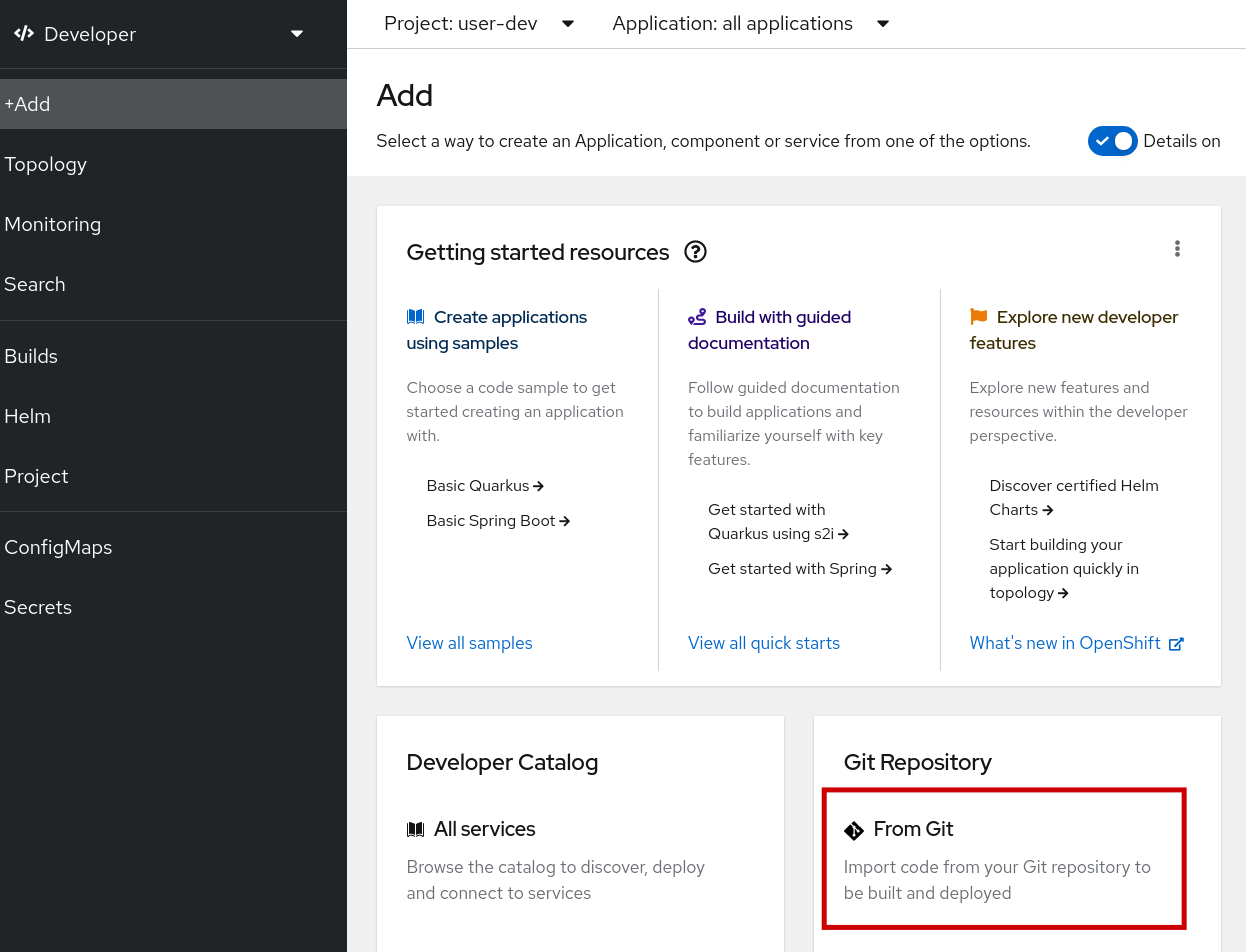 Developer
+Add
Topology
Monitoring
Search
Builds
Helm
Project
ConfigMaps
Secrets
Project: user-dev
Application: all applications
Add
Select a way to create an Application, component or service from one of the options.
Details on
Getting started resources
Create applications
using samples
Choose a code sample to get
started creating an application
with.
Basic Quarkus
Basic Spring Boot
View all samples
Build with guided
documentation
Follow guided documentation
to build applications and
familiarize yourself with key
features.
Get started with
Quarkus using s2i
Get started with Spring
View all quick starts
Explore new developer
features
Explore new features and
resources within the developer
perspective.
Discover certified Helm
Charts
Start building your
application quickly in
topology
What's new in OpenShift
Developer Catalog
All services
Browse the catalog to discover, deploy
and connect to services
Git Repository
From Git
Import code from your Git repository to
be built and deployed